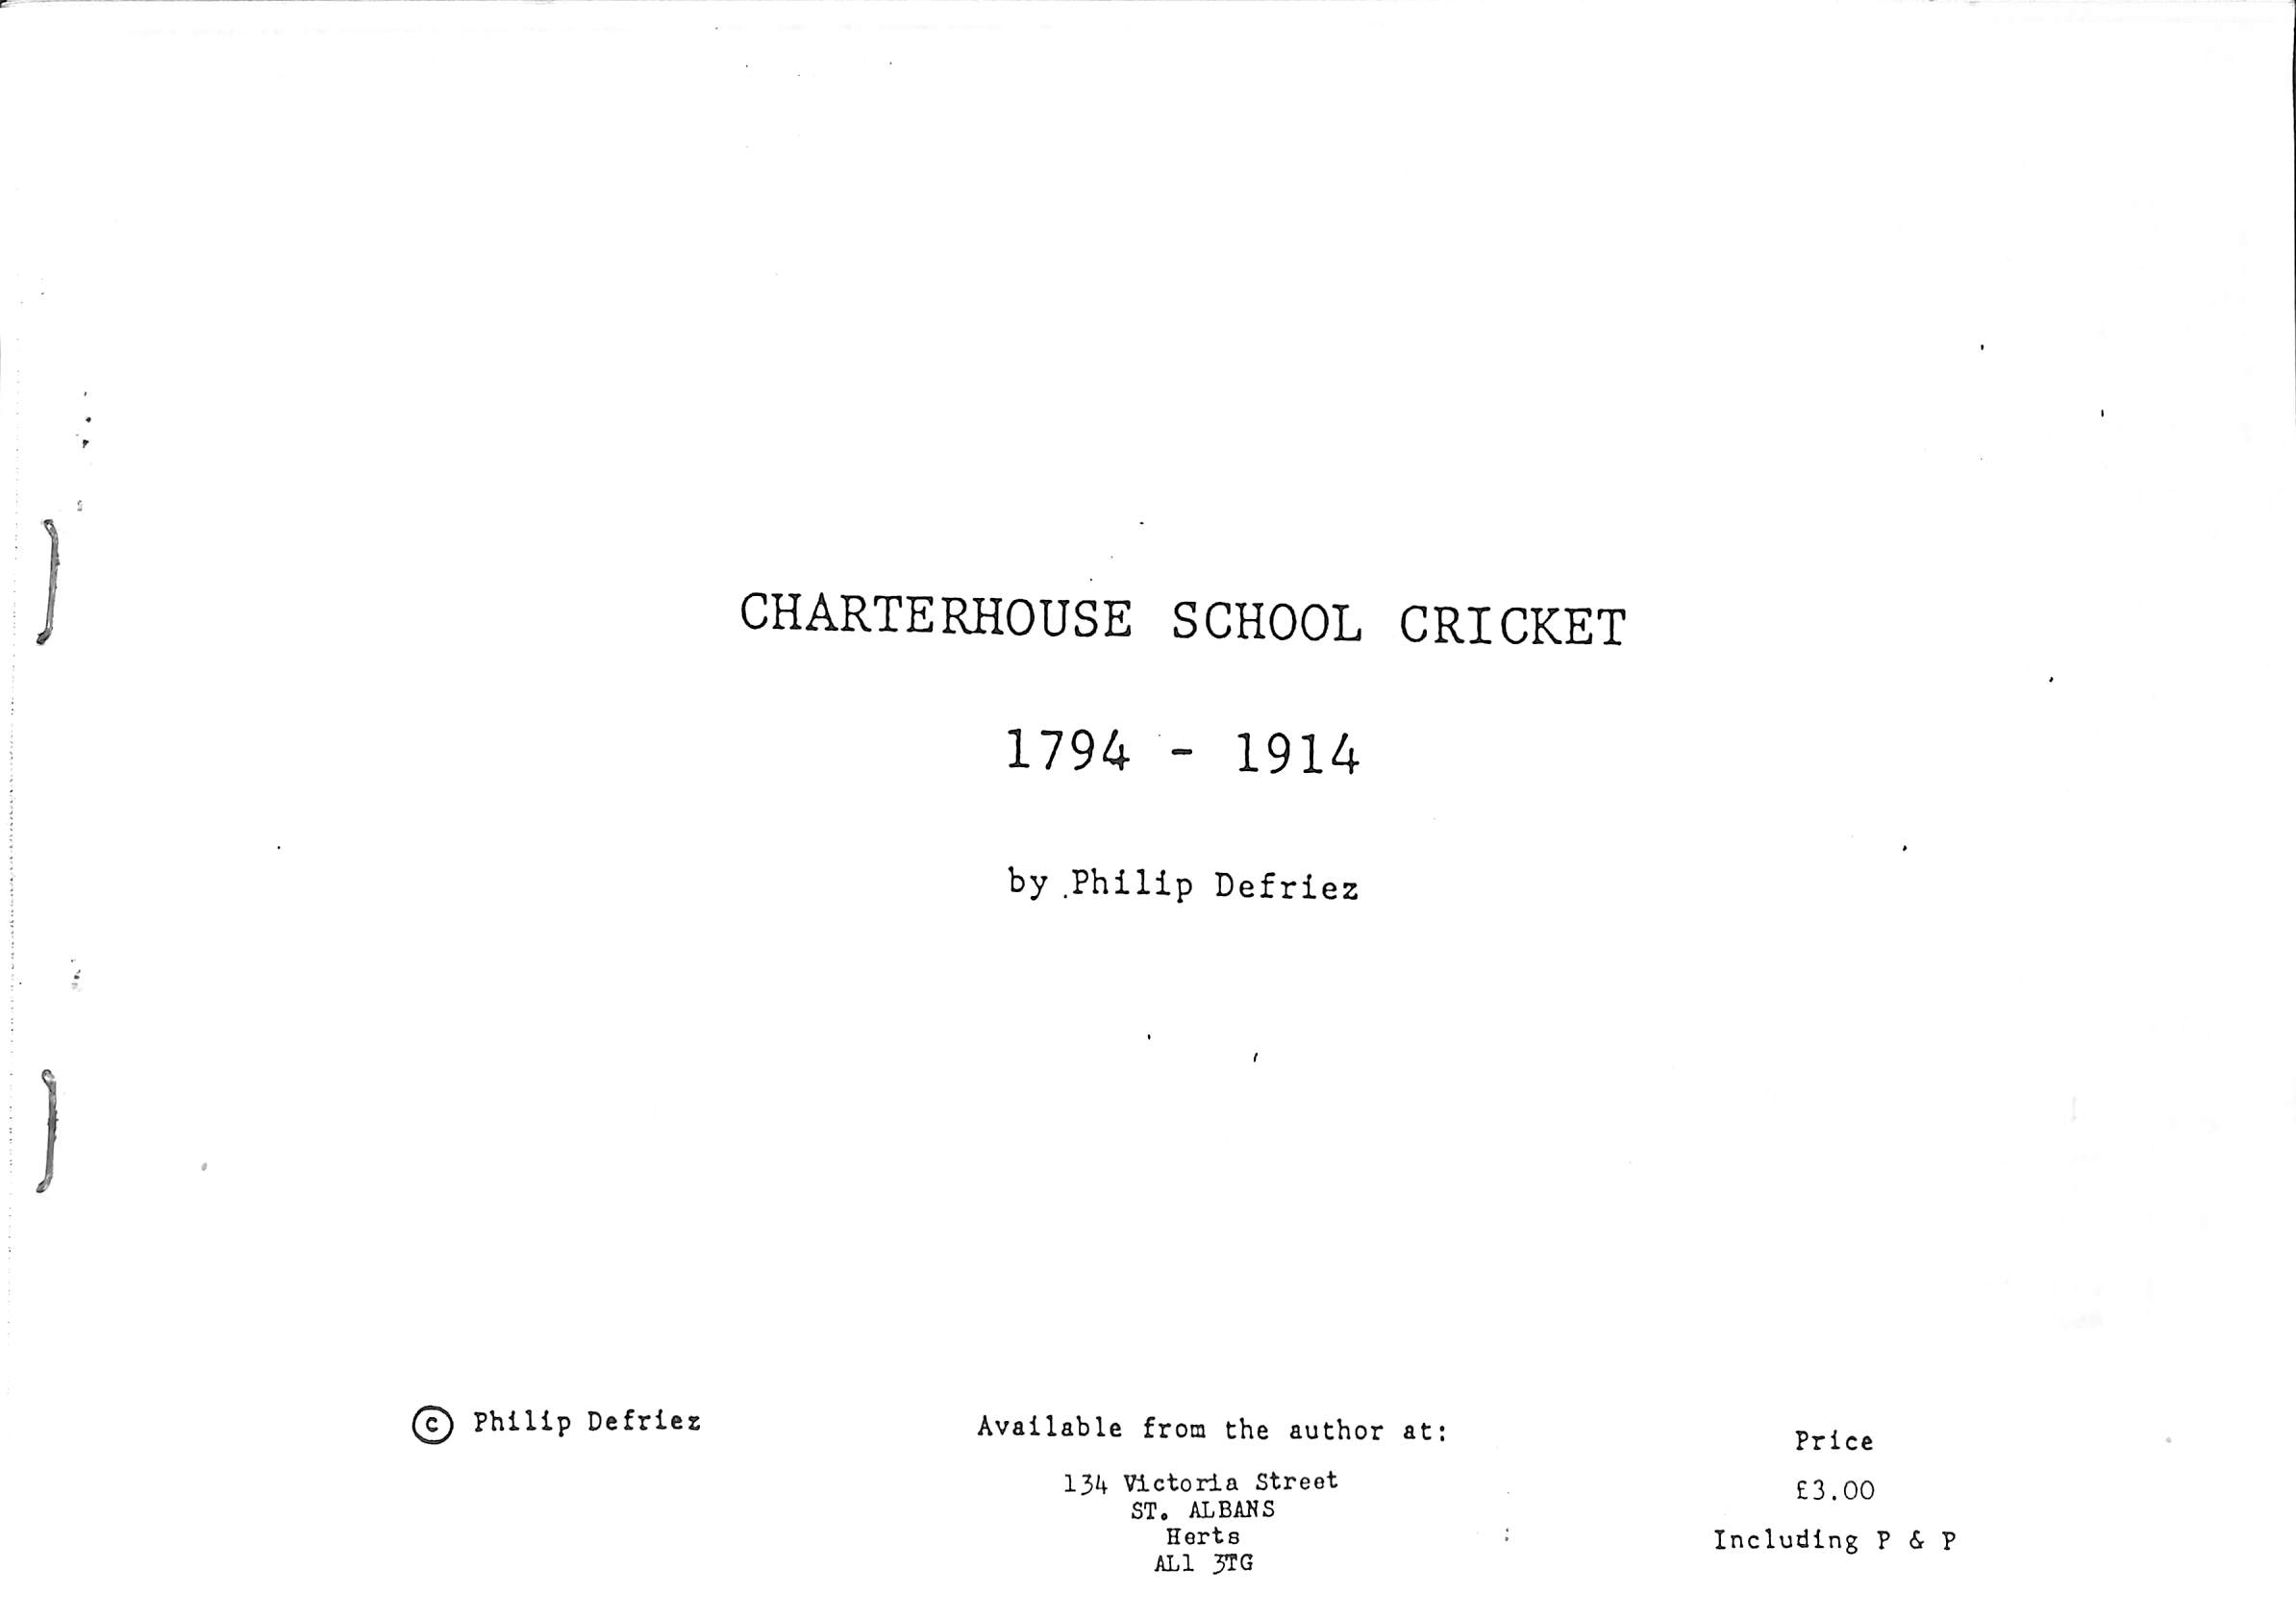 CHARTERHOUSE SCHOOL CRICKET
1794 - 1914
by Philip Defriez
© Philip Defriez
Available from the author at:
134 Victoria Street
ST. ALBANS
Herts
AL1 3TG
Price
£3.00
Including P & P